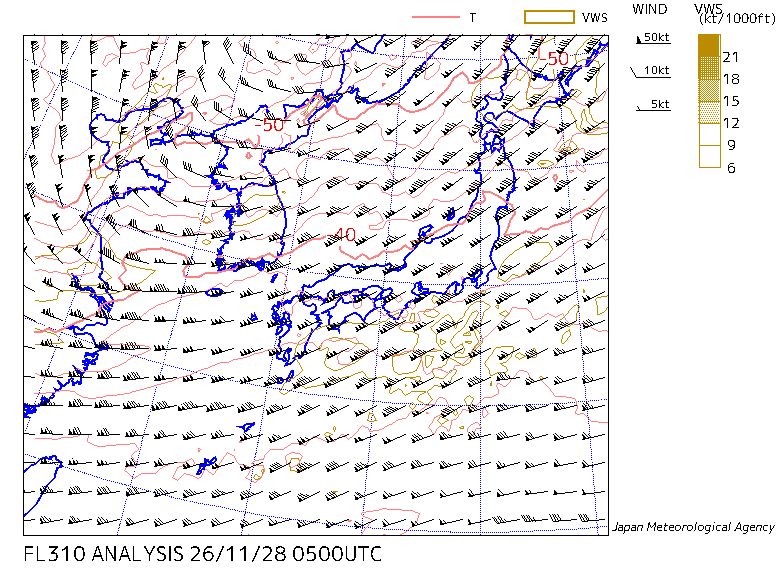 T VWS WIND VWS
(kt/1000ft)
50kt
10kt
5kt
21
18
15
12
9
6
-50
-50
-40
Japan Meteorological Agency
FL310 ANALYSIS 26/11/28 0500UTC